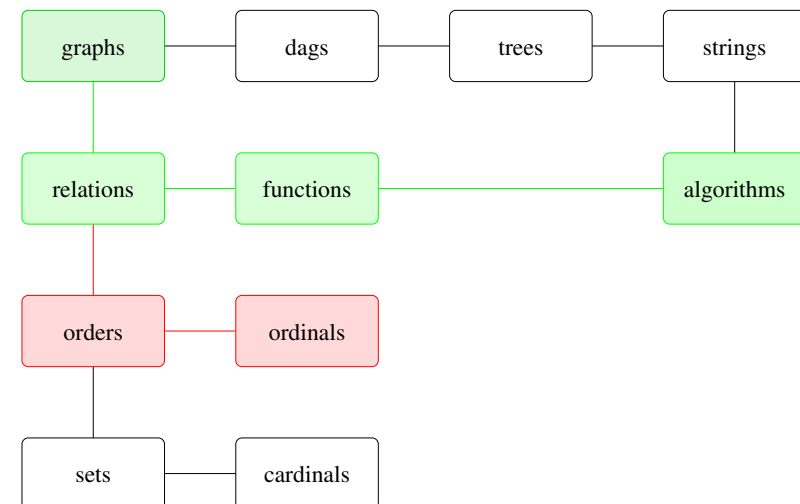 graphs
dags
trees
strings
relations
functions
algorithms
orders
ordinals
sets
cardinals